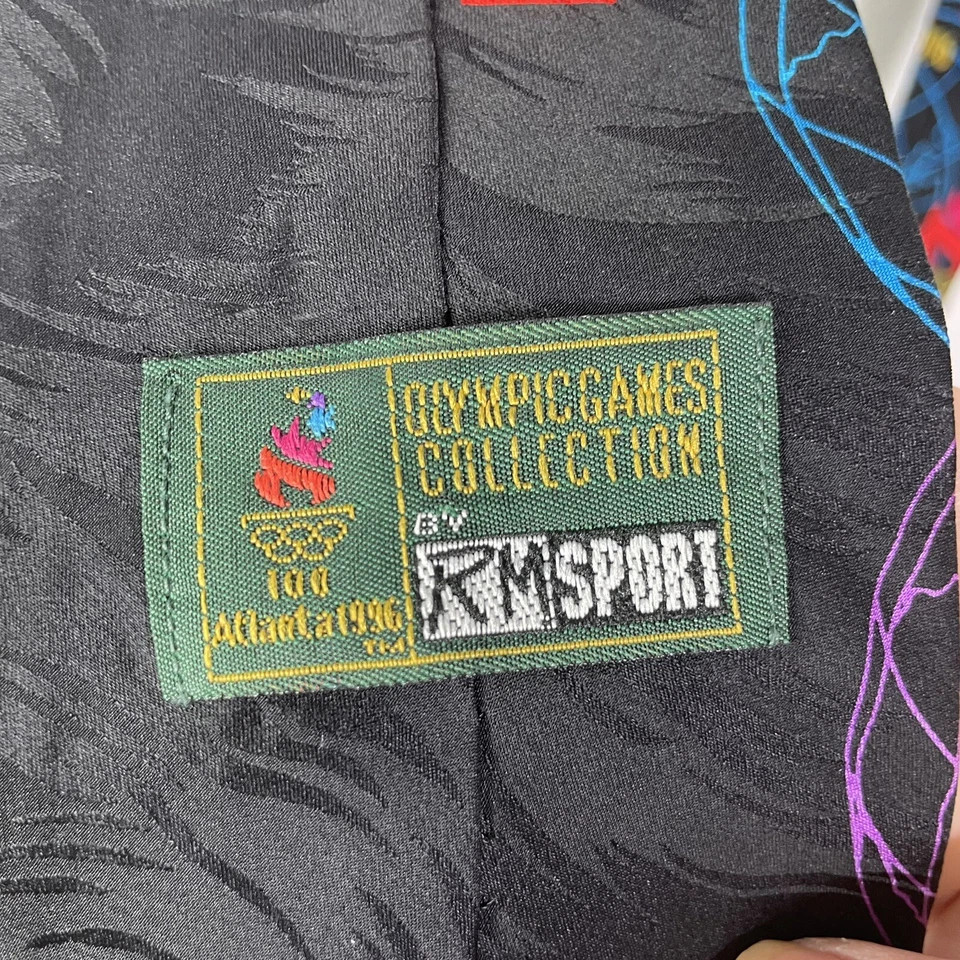 OLYMPIC GAMES
COLLECTION
BY
RM SPORT
100
Atlanta 1996
TM